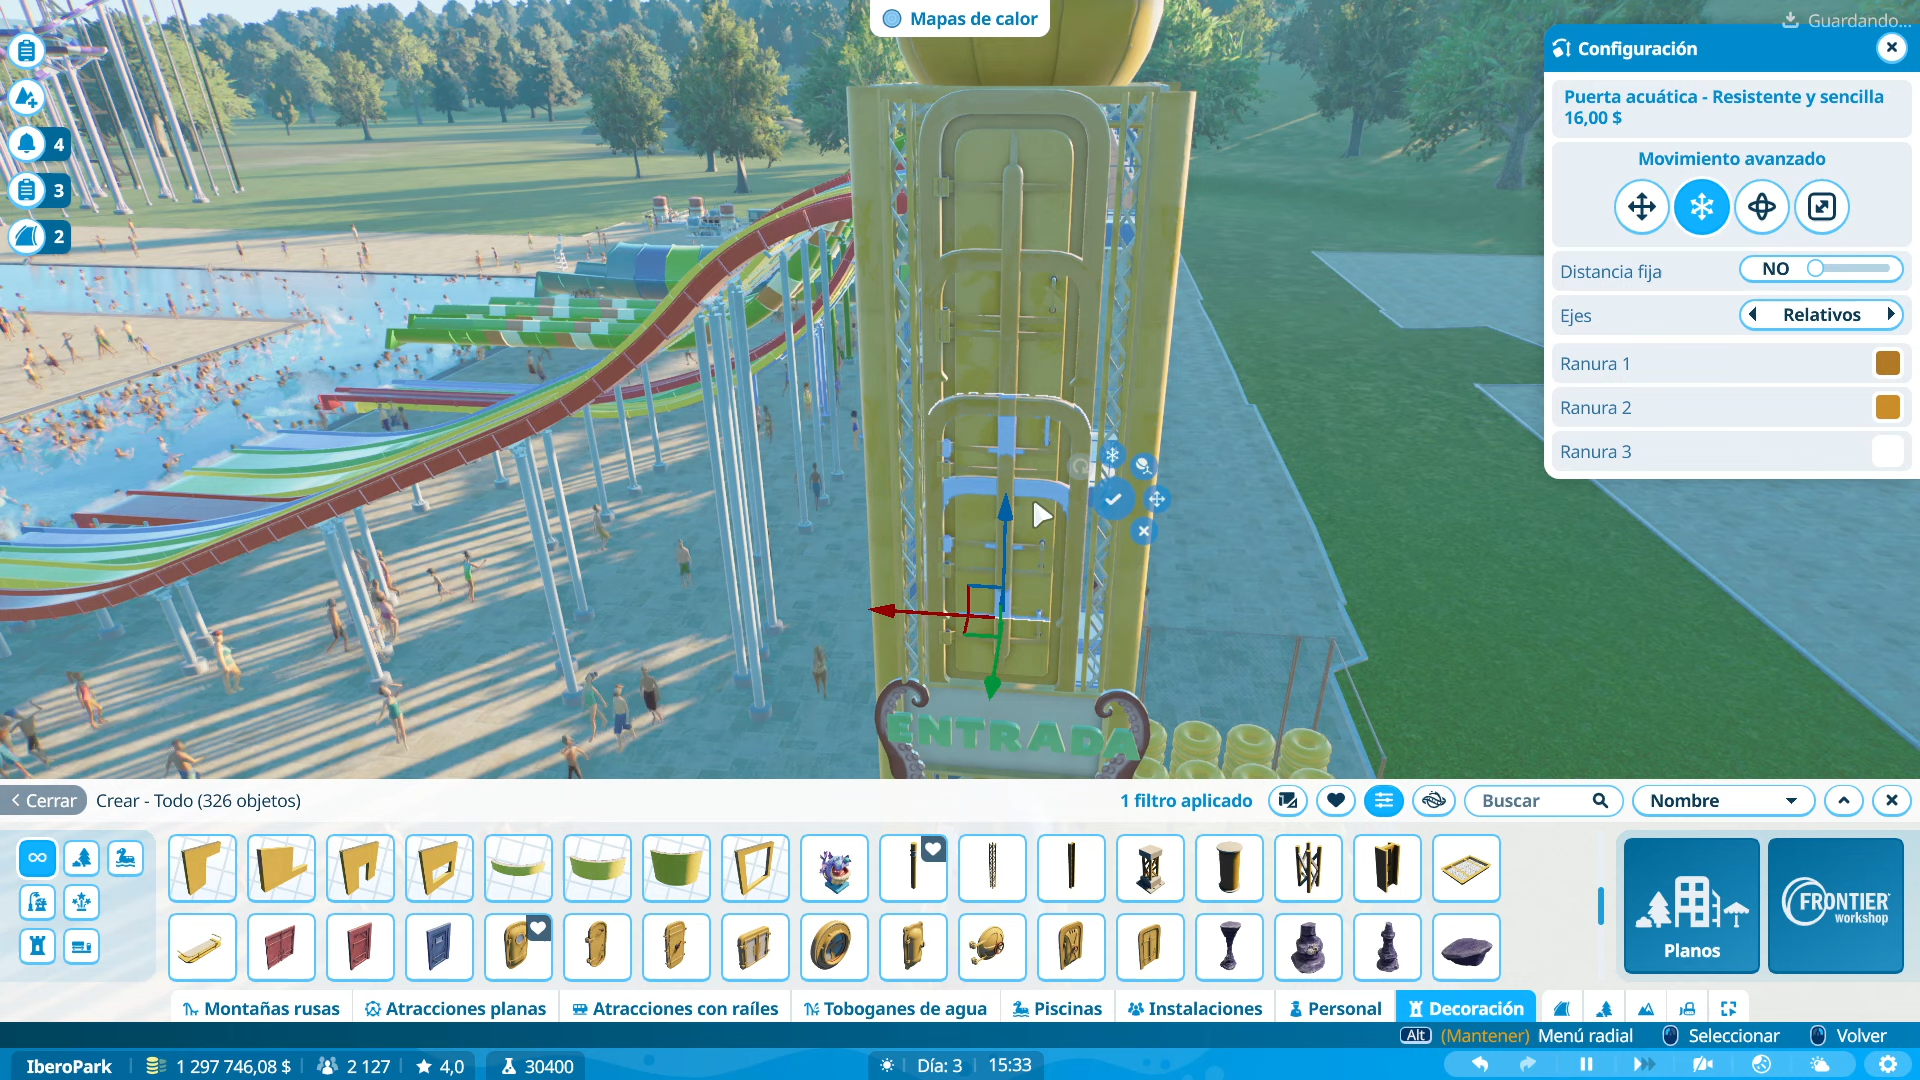 Mapas de calor
Guardando...
Configuración
Puerta acuática - Resistente y sencilla
16,00 $
Movimiento avanzado
Distancia fija
NO
Ejes
Relativos
Ranura 1
Ranura 2
Ranura 3
4
3
2
ENTRADA
Cerrar
Crear - Todo (326 objetos)
1 filtro aplicado
Buscar
Nombre
Planos
FRONTIER
workshop
Montañas rusas
Atracciones planas
Atracciones con raíles
Toboganes de agua
Piscinas
Instalaciones
Personal
Decoración
Alt (Mantener) Menú radial
Seleccionar
Volver
IberoPark
1 297 746,08 $
2 127
4,0
30400
Día: 3
15:33